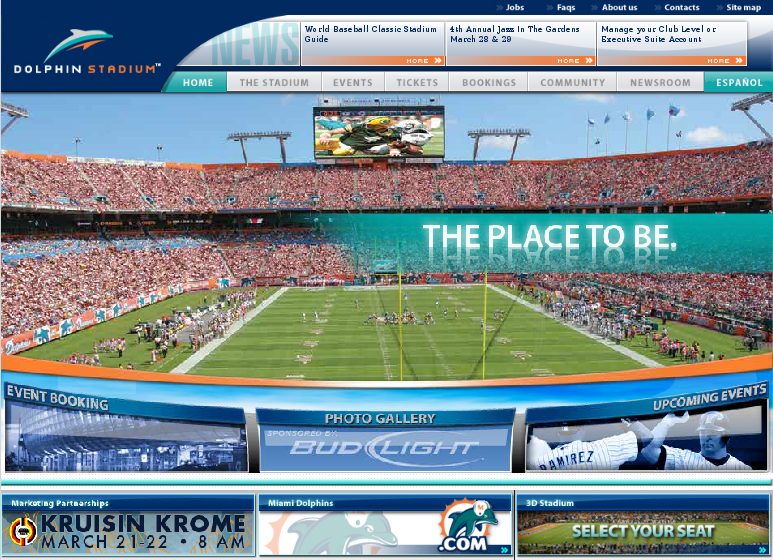 Jobs Faqs About us Contacts Site map
NEWS
World Baseball Classic Stadium
Guide
MORE
4th Annual Jazz In The Gardens
March 28 & 29
MORE
Manage your Club Level or
Executive Suite Account
MORE
DOLPHIN STADIUM™
HOME THE STADIUM EVENTS TICKETS BOOKINGS COMMUNITY NEWSROOM ESPAÑOL
THE PLACE TO BE.
EVENT BOOKING
PHOTO GALLERY
SPONSORED BY:
BUD LIGHT
UPCOMING EVENTS
RAMIREZ
Marketing Partnerships
KRUISIN KROME
MARCH 21-22 • 8 AM
Miami Dolphins
.COM
3D Stadium
SELECT YOUR SEAT